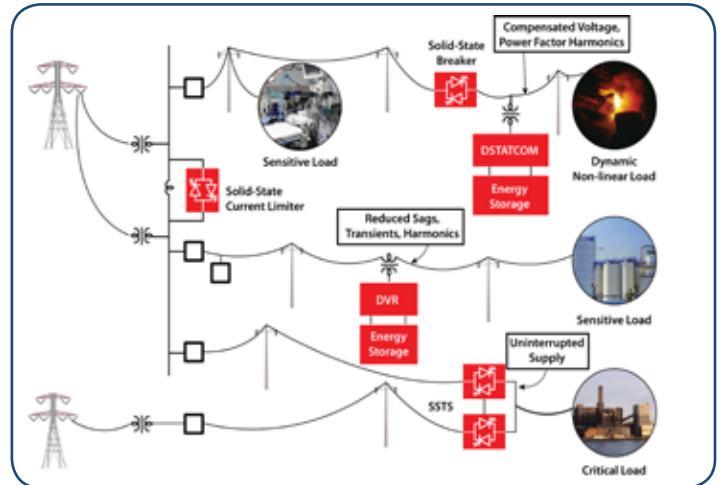 Compensated Voltage,
Power Factor Harmonics
Solid-State
Breaker
Sensitive Load
DSTATCOM
Energy
Storage
Dynamic
Non-linear Load
Solid-State
Current Limiter
Reduced Sags,
Transients, Harmonics
DVR
Energy
Storage
Sensitive Load
Uninterrupted
Supply
SSTS
Critical Load